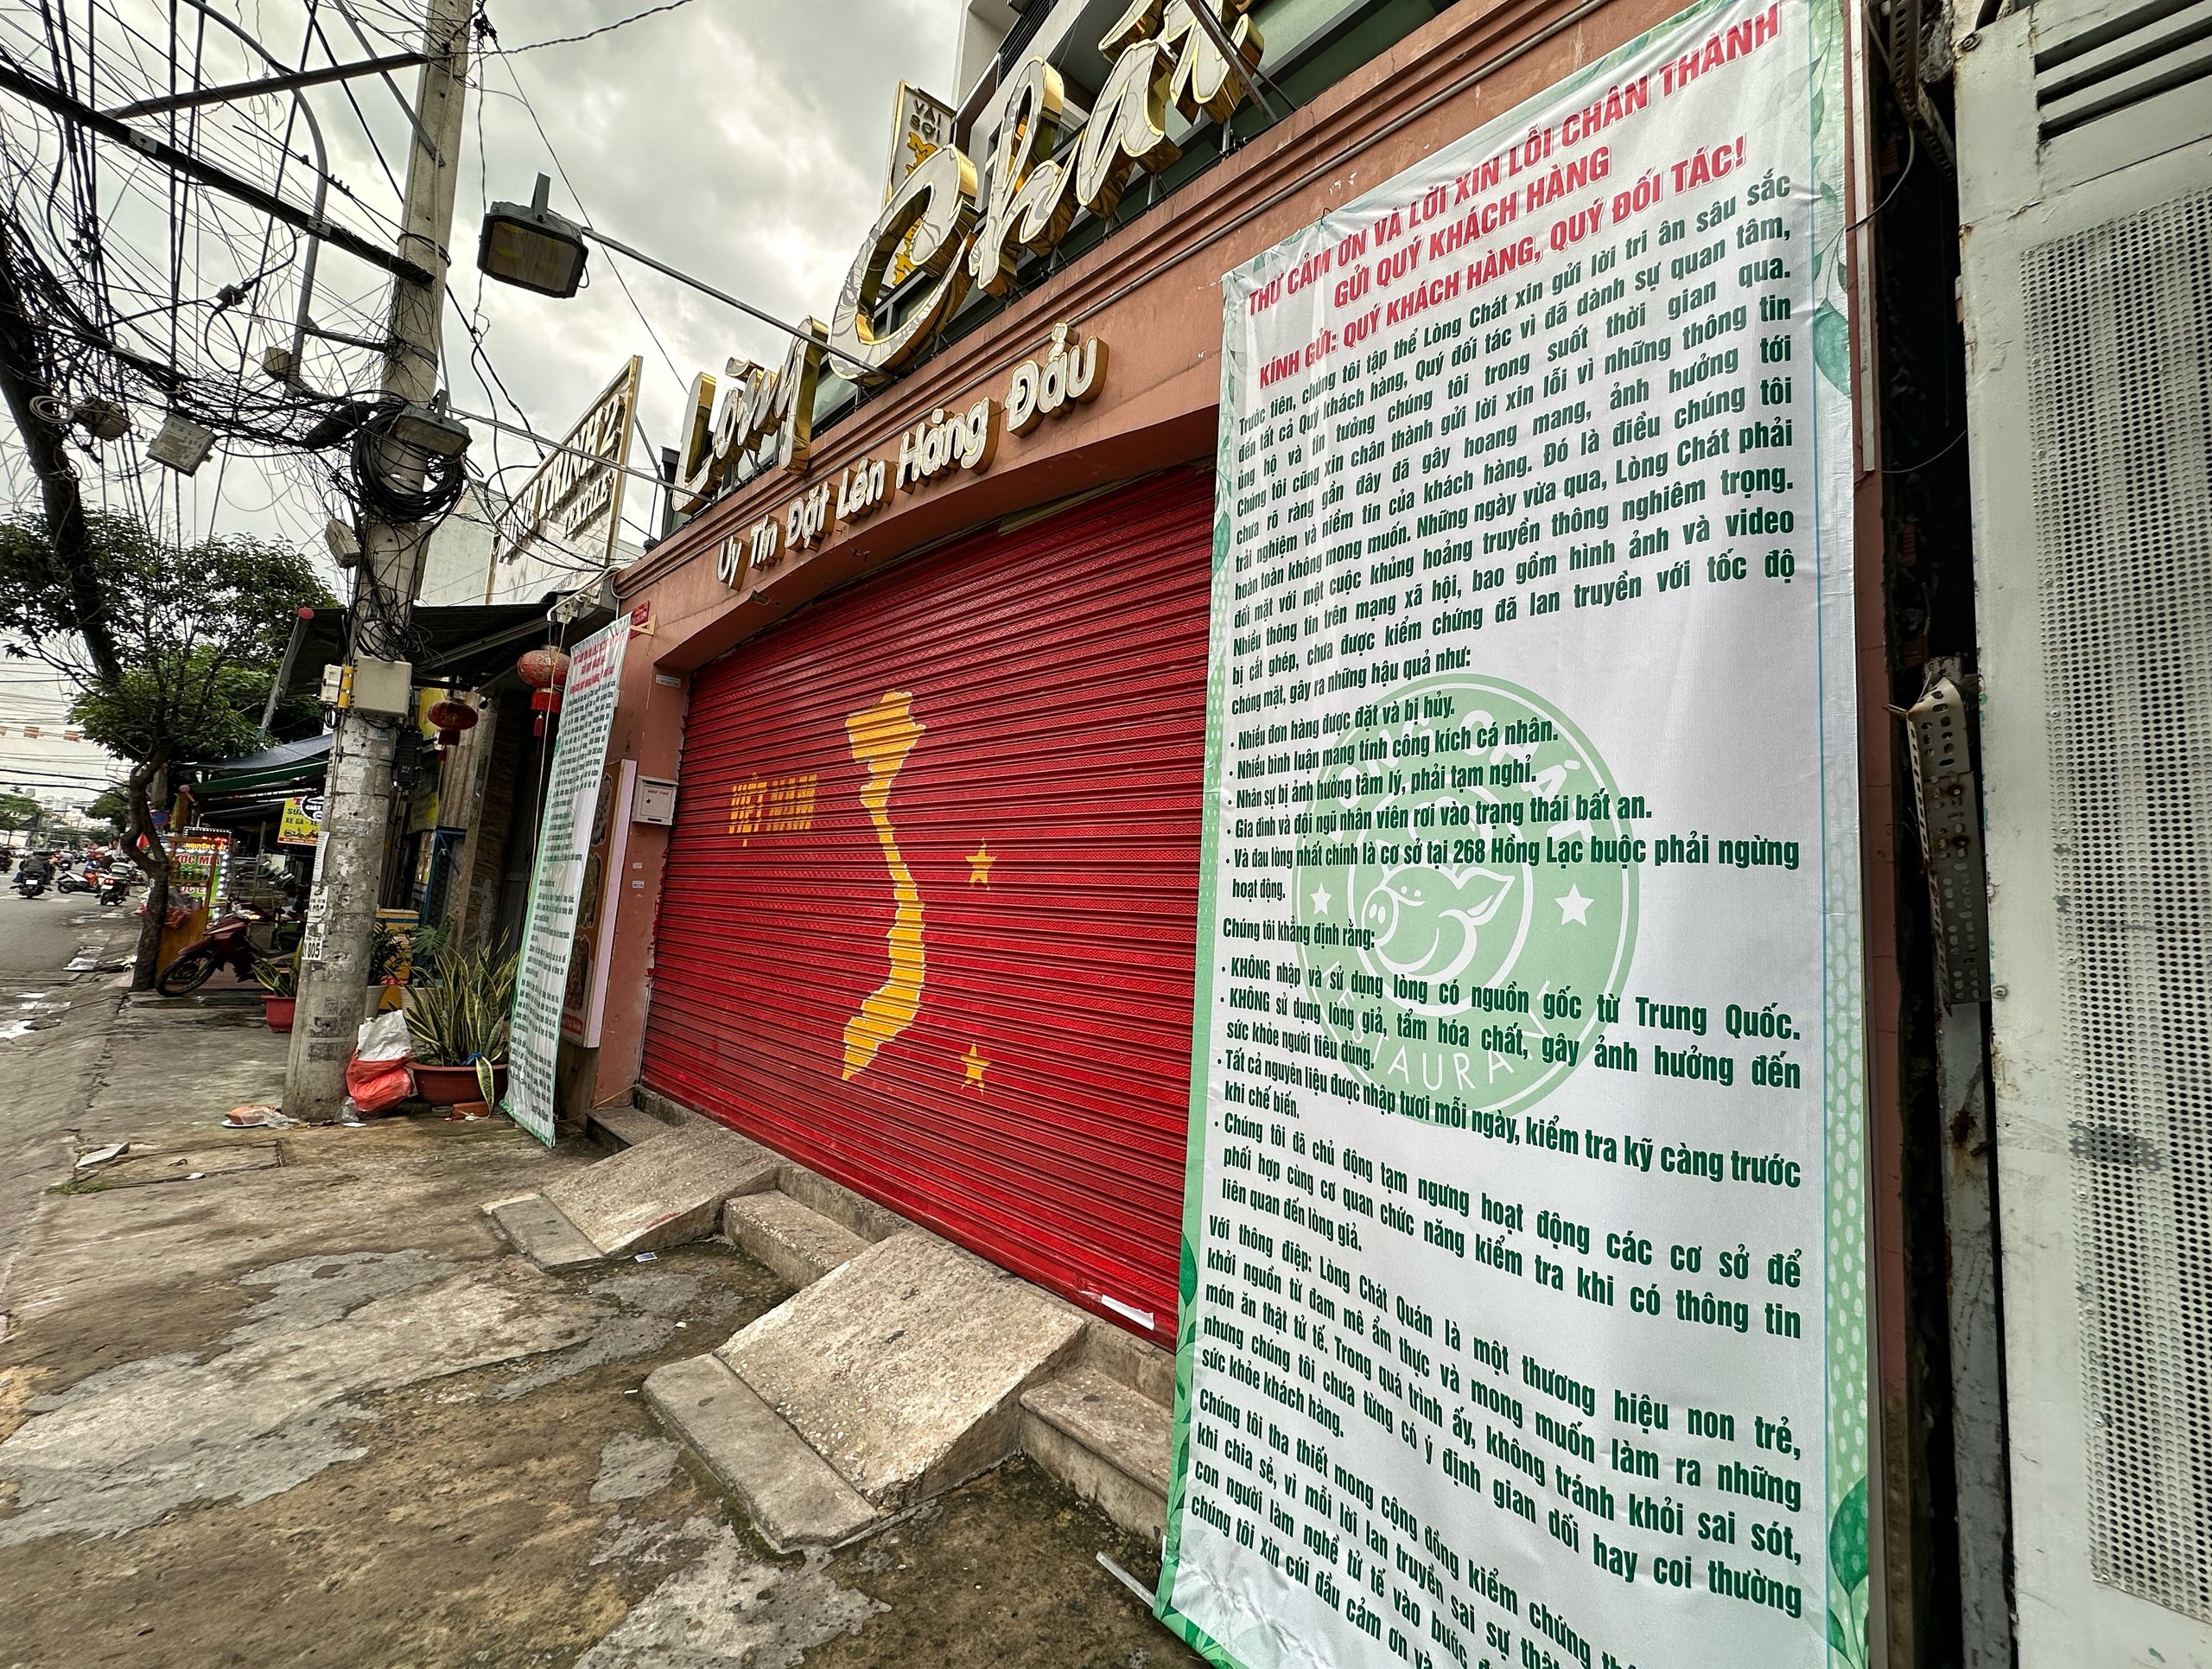 VÀI
SỢI
Lòng Chát
Uy Tín Đặt Lên Hàng Đầu
THỊNH 2
TEXTILE
VIỆT NAM
HỘP THƯ
805
THƯ CẢM ƠN VÀ LỜI XIN LỖI CHÂN THÀNH
GỬI QUÝ KHÁCH HÀNG
KÍNH GỬI: QUÝ KHÁCH HÀNG, QUÝ ĐỐI TÁC!
Trước tiên, chúng tôi tập thể Lòng Chát xin gửi lời tri ân sâu sắc
đến tất cả Quý khách hàng, Quý đối tác vì đã dành sự quan tâm,
ủng hộ và tin tưởng chúng tôi trong suốt thời gian qua.
Chúng tôi cũng xin chân thành gửi lời xin lỗi vì những thông tin
chưa rõ ràng gần đây đã gây hoang mang, ảnh hưởng tới
trải nghiệm và niềm tin của khách hàng. Đó là điều chúng tôi
hoàn toàn không mong muốn. Những ngày vừa qua, Lòng Chát phải
đối mặt với một cuộc khủng hoảng truyền thông nghiêm trọng.
Nhiều thông tin trên mạng xã hội, bao gồm hình ảnh và video
bị cắt ghép, chưa được kiểm chứng đã lan truyền với tốc độ
chóng mặt, gây ra những hậu quả như:
• Nhiều đơn hàng được đặt và bị hủy.
• Nhiều bình luận mang tính công kích cá nhân.
• Nhân sự bị ảnh hưởng tâm lý, phải tạm nghỉ.
• Gia đình và đội ngũ nhân viên rơi vào trạng thái bất an.
• Và đau lòng nhất chính là cơ sở tại 268 Hồng Lạc buộc phải ngừng
hoạt động.
Chúng tôi khẳng định rằng:
• KHÔNG nhập và sử dụng lòng có nguồn gốc từ Trung Quốc.
• KHÔNG sử dụng lòng giả, tẩm hóa chất, gây ảnh hưởng đến
sức khỏe người tiêu dùng.
• Tất cả nguyên liệu được nhập tươi mỗi ngày, kiểm tra kỹ càng trước
khi chế biến.
• Chúng tôi đã chủ động tạm ngưng hoạt động các cơ sở để
phối hợp cùng cơ quan chức năng kiểm tra khi có thông tin
liên quan đến lòng giả.
Với thông điệp: Lòng Chát Quán là một thương hiệu non trẻ,
khởi nguồn từ đam mê ẩm thực và mong muốn làm ra những
món ăn thật tử tế. Trong quá trình ấy, không tránh khỏi sai sót,
nhưng chúng tôi chưa từng có ý định gian dối hay coi thường
sức khỏe khách hàng.
Chúng tôi tha thiết mong cộng đồng kiểm chứng
khi chia sẻ, vì mỗi lời lan truyền sai sự
con người làm nghề tử tế vào bước
chúng tôi xin cúi đầu cảm ơn và
LÒNG CHÁT
RESTAURANT